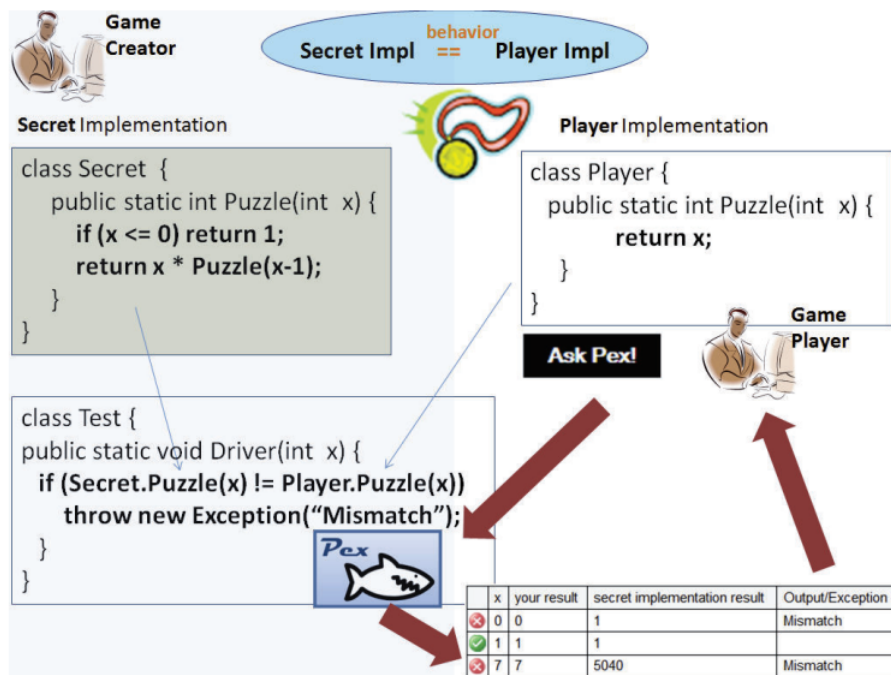 Game
Creator
behavior
Secret Impl == Player Impl
Secret Implementation
Player Implementation
class Secret {
public static int Puzzle(int x) {
if (x <= 0) return 1;
return x * Puzzle(x-1);
}
}
class Player {
public static int Puzzle(int x) {
return x;
}
}
Game
Player
Ask Pex!
class Test {
public static void Driver(int x) {
if (Secret.Puzzle(x) != Player.Puzzle(x))
throw new Exception(“Mismatch”);
}
}
Pex
x your result secret implementation result Output/Exception
0 0 1 Mismatch
1 1 1
7 7 5040 Mismatch